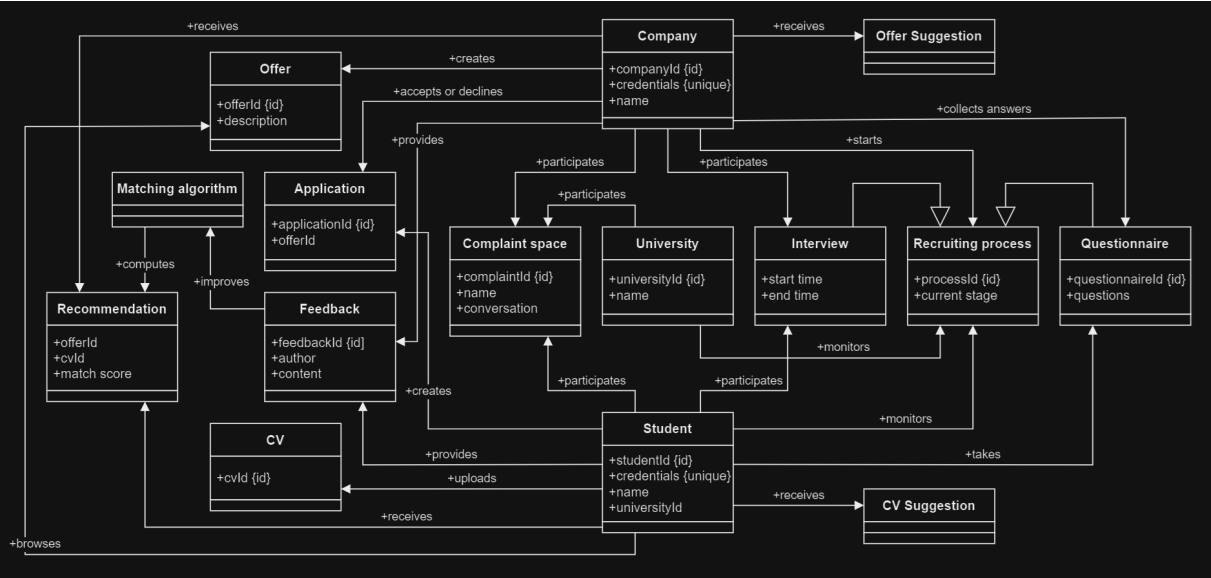 +receives
Company
+companyId {id}
+credentials {unique}
+name
+receives
Offer Suggestion
Offer
+offerId {id}
+description
+creates
+accepts or declines
+provides
+collects answers
+starts
+participates
+participates
+participates
Matching algorithm
Application
+applicationId {id}
+offerId
+computes
+improves
Complaint space
+complaintId {id}
+name
+conversation
University
+universityId {id}
+name
Interview
+start time
+end time
Recruiting process
+processId {id}
+current stage
Questionnaire
+questionnaireId {id}
+questions
Recommendation
+offerId
+cvId
+match score
Feedback
+feedbackId {id]
+author
+content
+monitors
+creates
+participates
+participates
+monitors
Student
+studentId {id}
+credentials {unique}
+name
+universityId
CV
+cvId {id}
+provides
+uploads
+takes
+receives
+receives
CV Suggestion
+browses